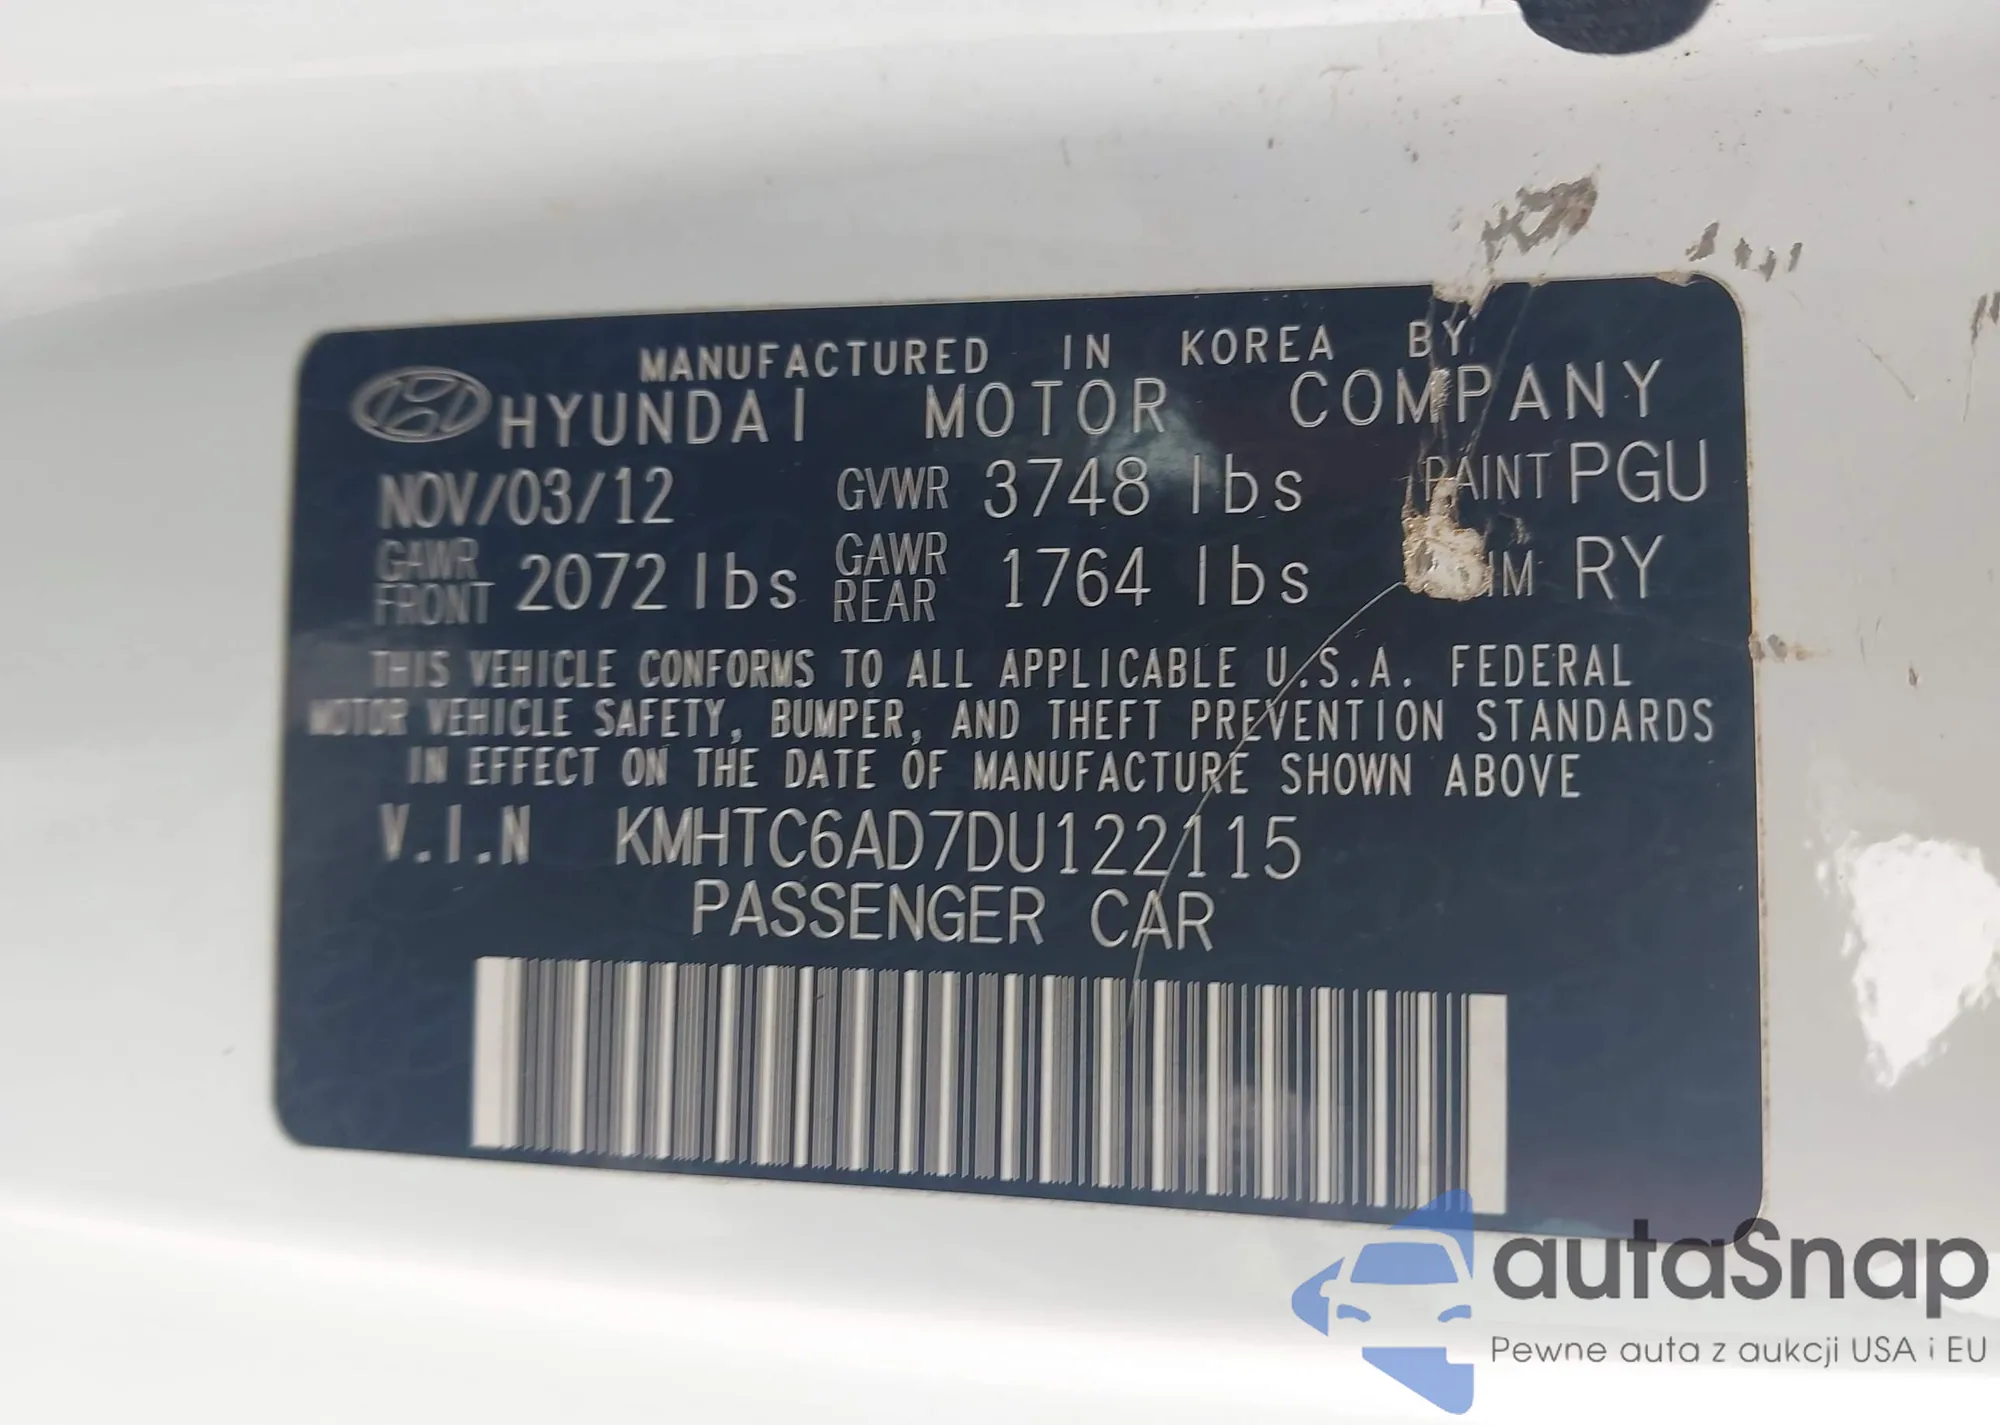 MANUFACTURED IN KOREA BY
HYUNDAI MOTOR COMPANY
NOV/03/12 GVWR 3748 lbs PAINT PGU
GAWR FRONT 2072 lbs GAWR REAR 1764 lbs RY
THIS VEHICLE CONFORMS TO ALL APPLICABLE U.S.A. FEDERAL
MOTOR VEHICLE SAFETY, BUMPER, AND THEFT PREVENTION STANDARDS
IN EFFECT ON THE DATE OF MANUFACTURE SHOWN ABOVE
V.I.N KMHTC6AD7DU122115
PASSENGER CAR
autaSnap
Pewne auta z aukcji USA i EU